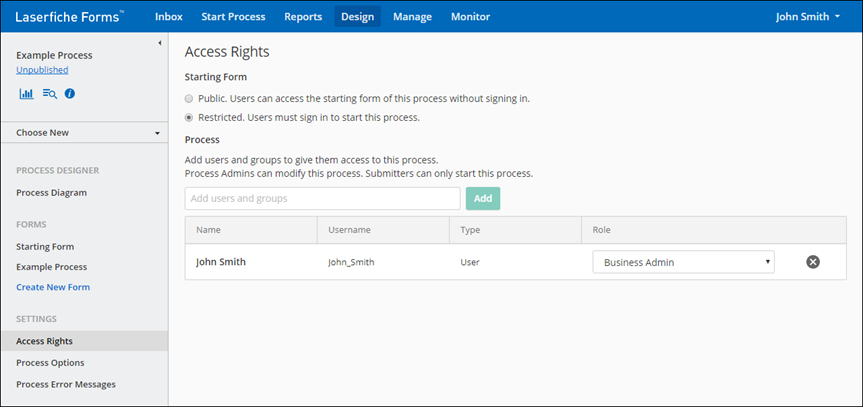 Laserfiche Forms™ Inbox Start Process Reports Design Manage Monitor John Smith
Example Process
Unpublished
Choose New
PROCESS DESIGNER
Process Diagram
FORMS
Starting Form
Example Process
Create New Form
SETTINGS
Access Rights
Process Options
Process Error Messages
Access Rights
Starting Form
Public. Users can access the starting form of this process without signing in.
Restricted. Users must sign in to start this process.
Process
Add users and groups to give them access to this process.
Process Admins can modify this process. Submitters can only start this process.
Add users and groups Add
Name Username Type Role
John Smith John_Smith User Business Admin